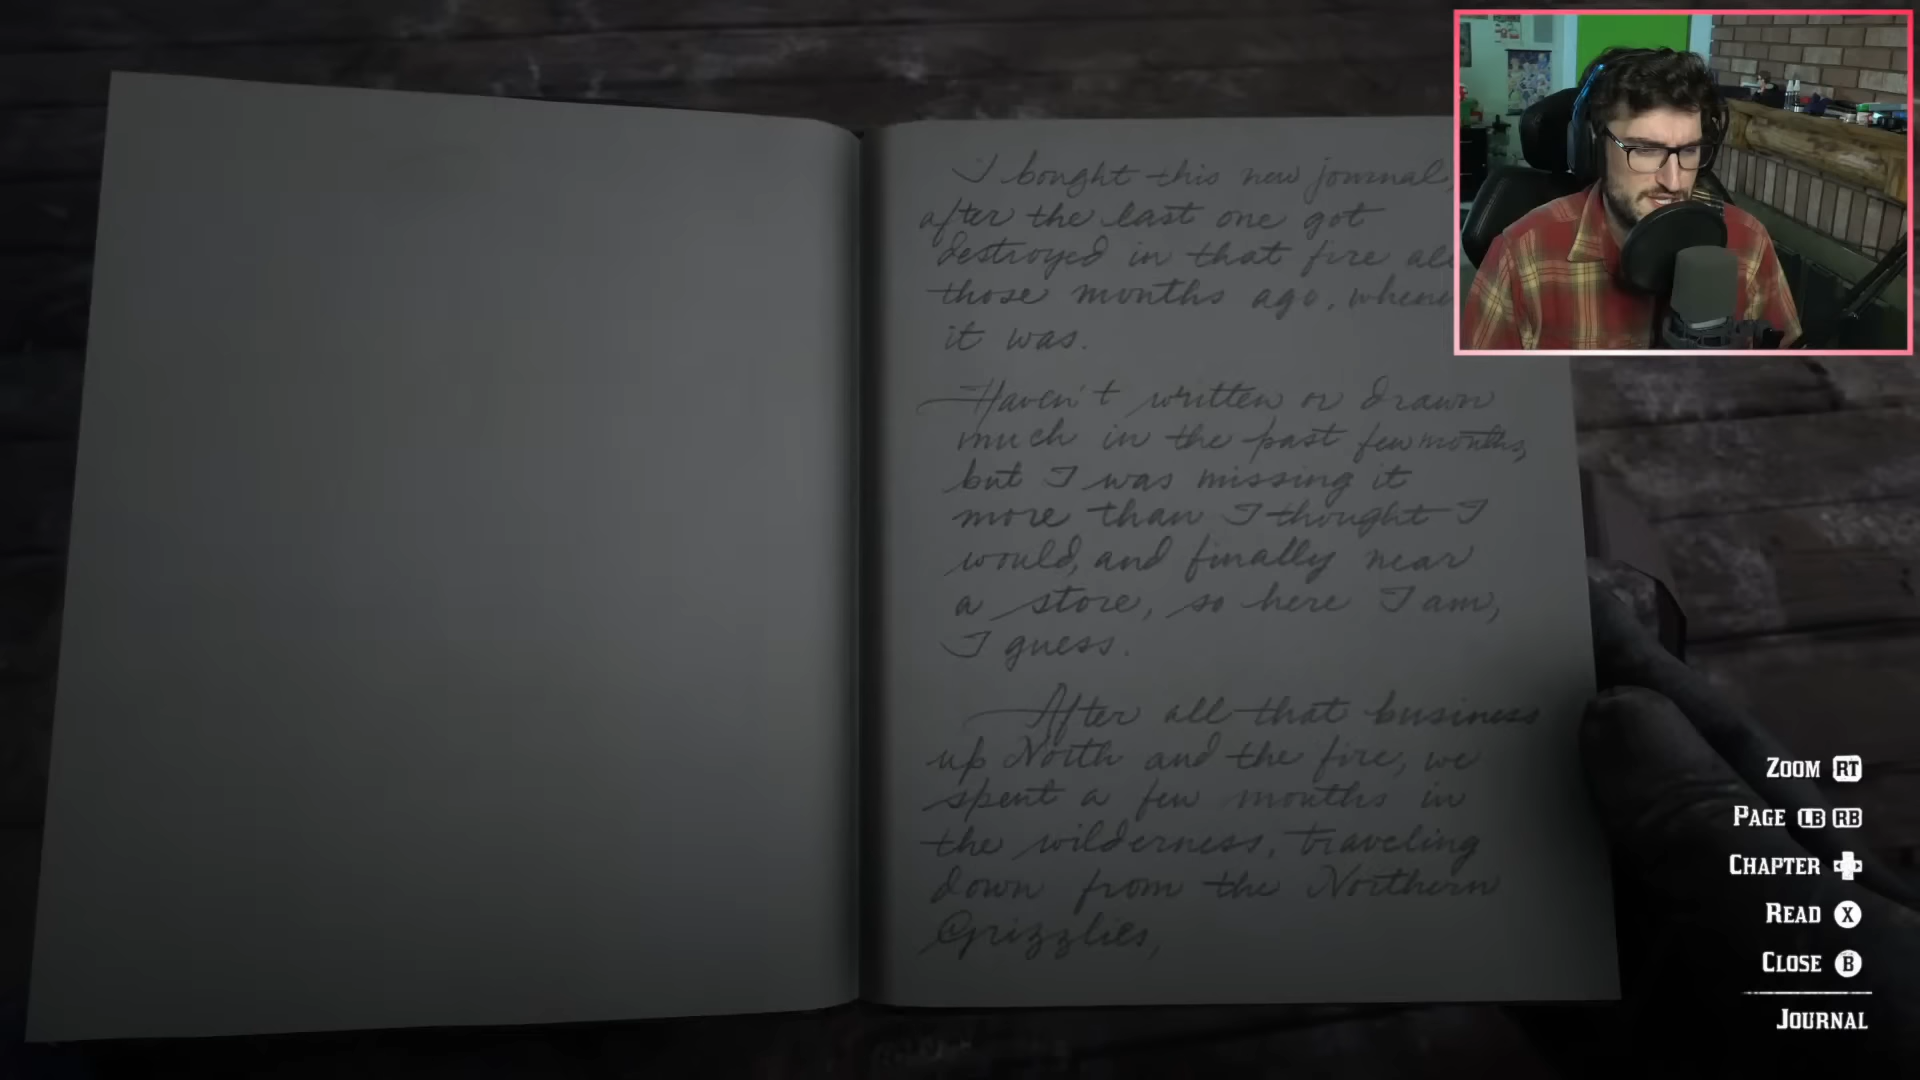 I bought this new journal,
after the last one got
destroyed in that fire all
those months ago, whene
it was.
Haven't written or drawn
much in the past few months,
but I was missing it
more than I thought I
would, and finally near
a store, so here I am,
I guess.
After all that business
up North and the fire, we
spent a few months in
the wilderness, traveling
down from the Northern
Grizzlies,
ZOOM RT
PAGE LB RB
CHAPTER
READ X
CLOSE B
JOURNAL